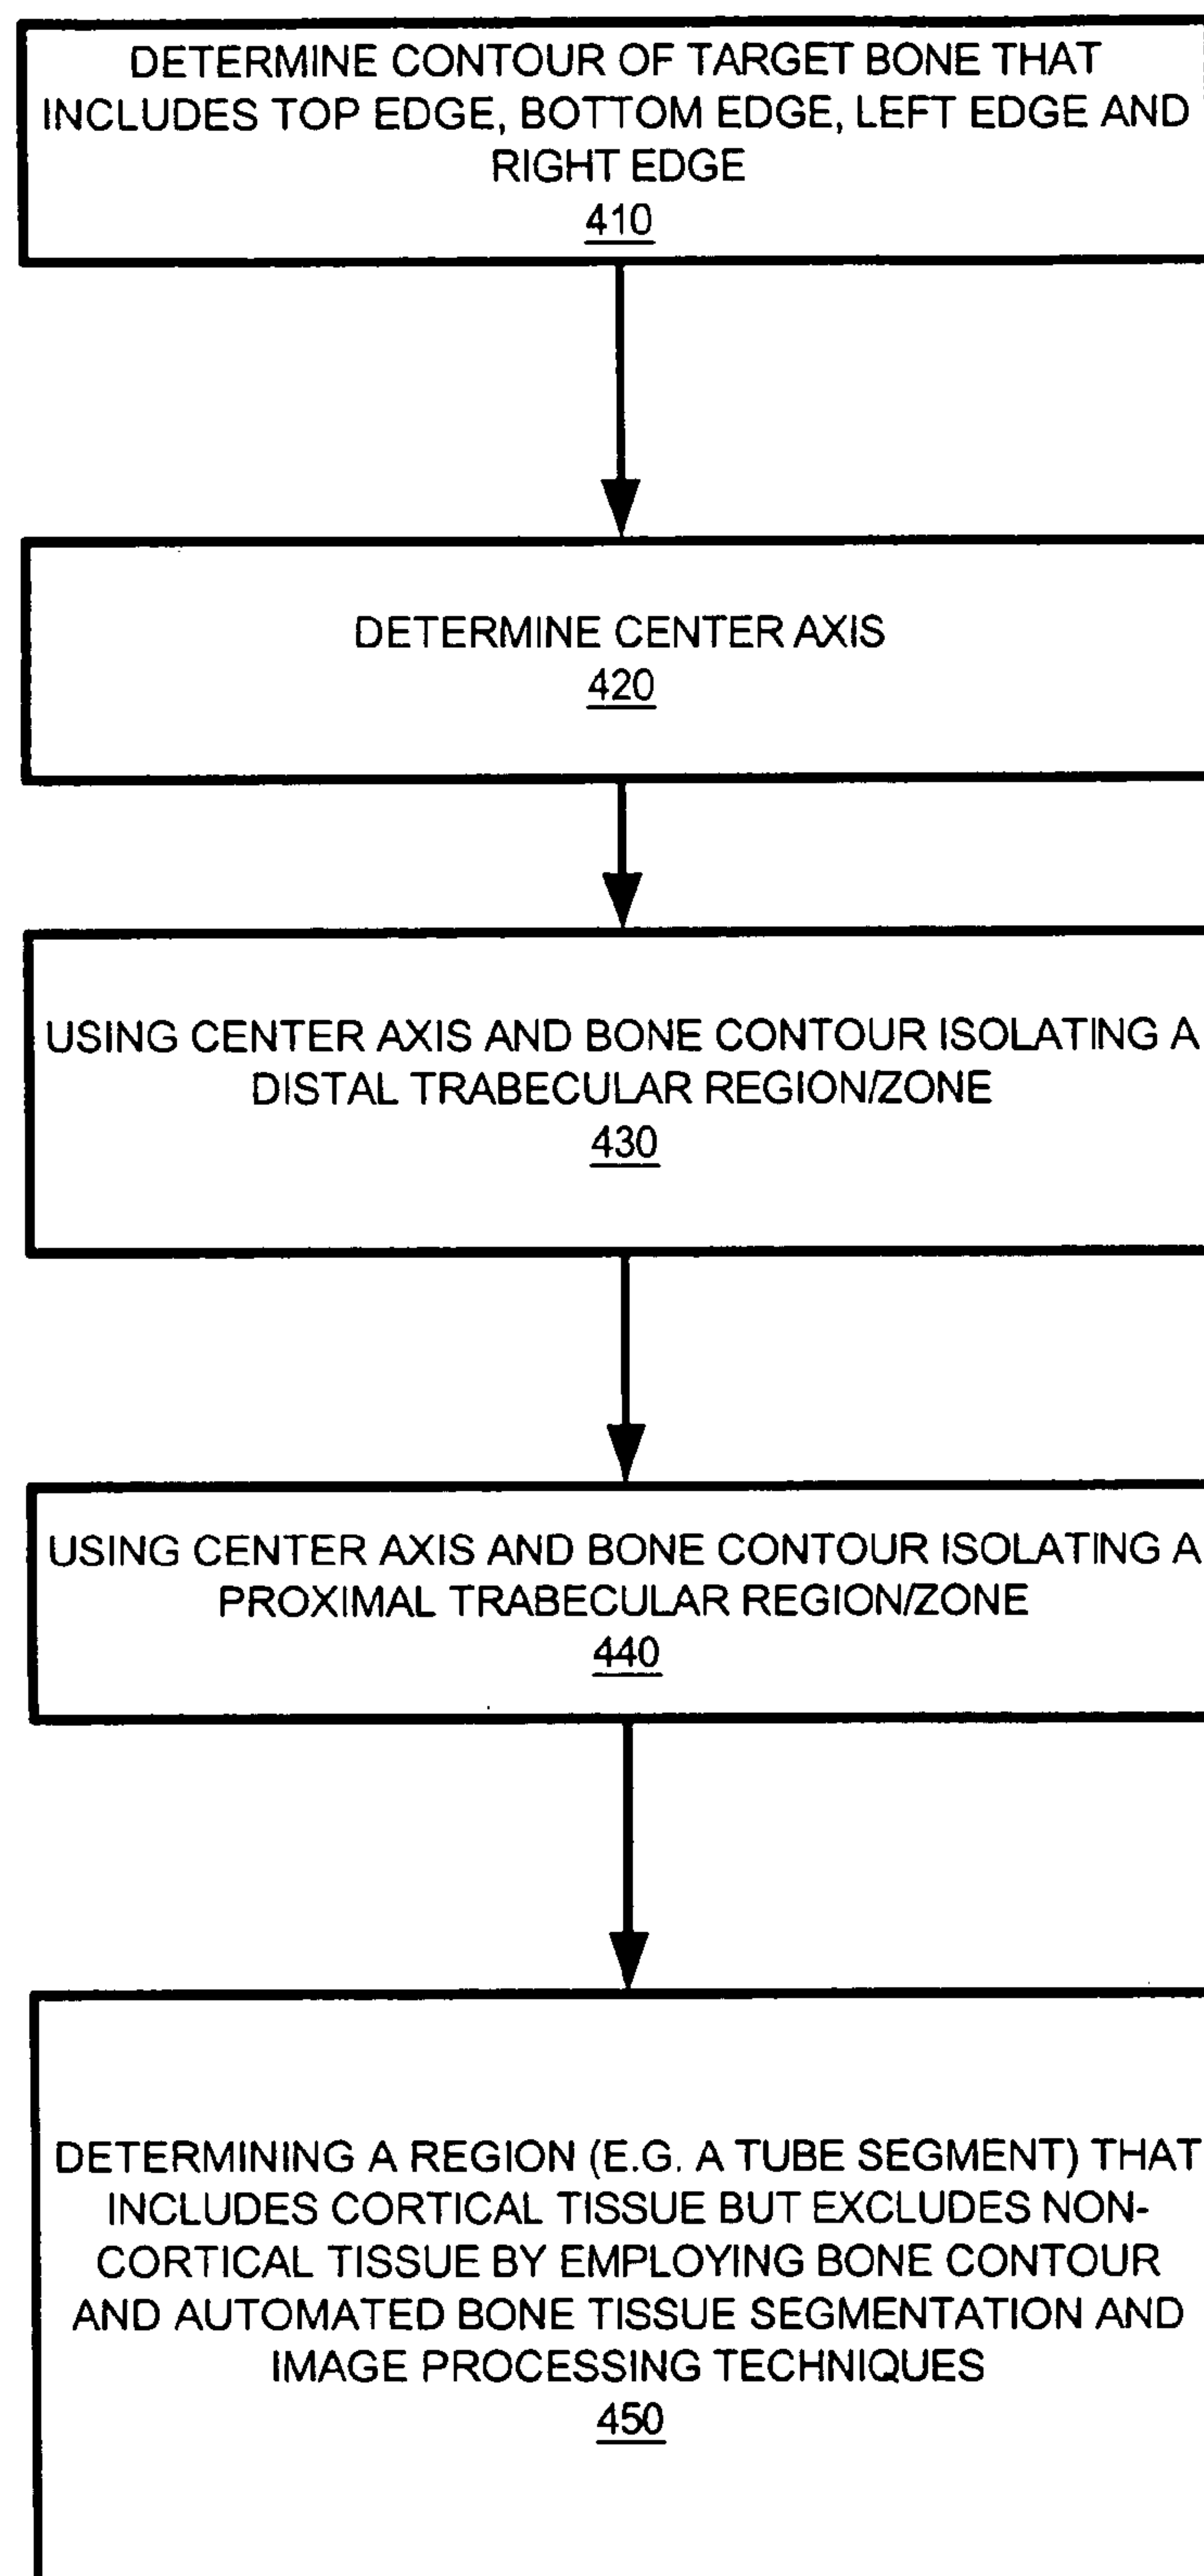 DETERMINE CONTOUR OF TARGET BONE THAT
INCLUDES TOP EDGE, BOTTOM EDGE, LEFT EDGE AND
RIGHT EDGE
410
DETERMINE CENTER AXIS
420
USING CENTER AXIS AND BONE CONTOUR ISOLATING A
DISTAL TRABECULAR REGION/ZONE
430
USING CENTER AXIS AND BONE CONTOUR ISOLATING A
PROXIMAL TRABECULAR REGION/ZONE
440
DETERMINING A REGION (E.G. A TUBE SEGMENT) THAT
INCLUDES CORTICAL TISSUE BUT EXCLUDES NON-
CORTICAL TISSUE BY EMPLOYING BONE CONTOUR
AND AUTOMATED BONE TISSUE SEGMENTATION AND
IMAGE PROCESSING TECHNIQUES
450